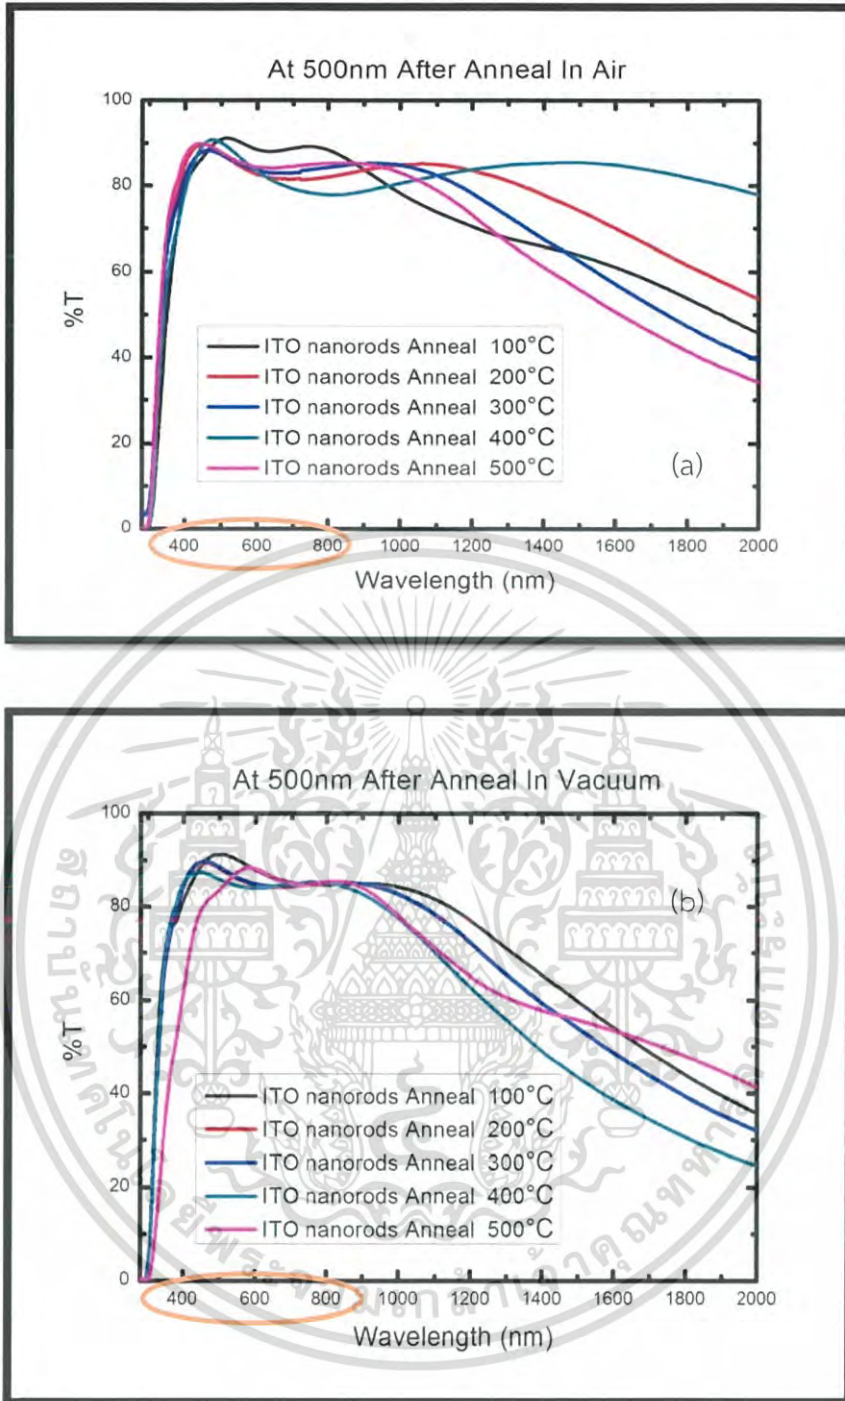 At 500nm After Anneal In Air
100
80
60
40
20
0
%T
ITO nanorods Anneal 100°C
ITO nanorods Anneal 200°C
ITO nanorods Anneal 300°C
ITO nanorods Anneal 400°C
ITO nanorods Anneal 500°C
(a)
400 600 800 1000 1200 1400 1600 1800 2000
Wavelength (nm)
At 500nm After Anneal In Vacuum
100
80
60
40
20
0
%T
(b)
ITO nanorods Anneal 100°C
ITO nanorods Anneal 200°C
ITO nanorods Anneal 300°C
ITO nanorods Anneal 400°C
ITO nanorods Anneal 500°C
400 600 800 1000 1200 1400 1600 1800 2000
Wavelength (nm)